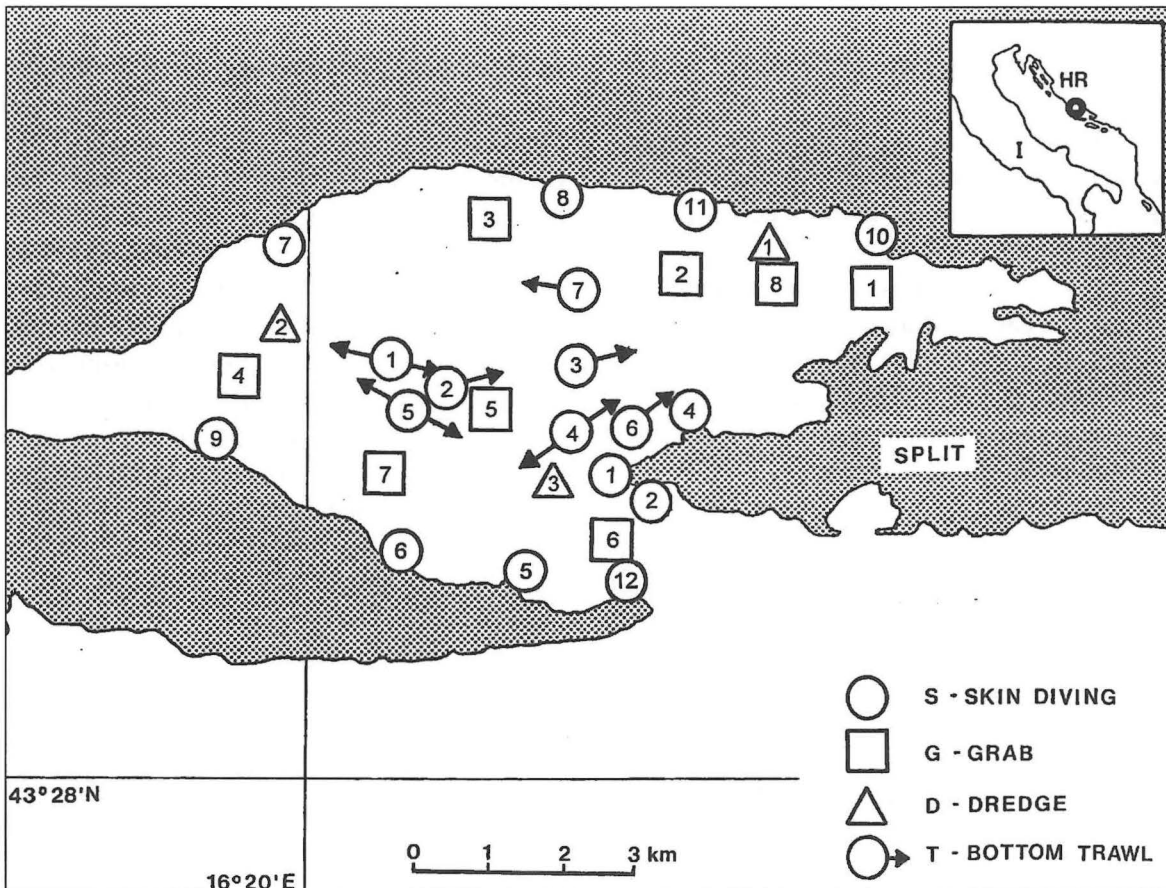 HR
I
8
3
11
10
7
1
2
8
1
7
2
1
3
4
2
5
5
4
6
4
9
SPLIT
7
3
1
2
6
6
5
12
S - SKIN DIVING
G - GRAB
43°28'N
D - DREDGE
0 1 2 3 km
T - BOTTOM TRAWL
16°20'E